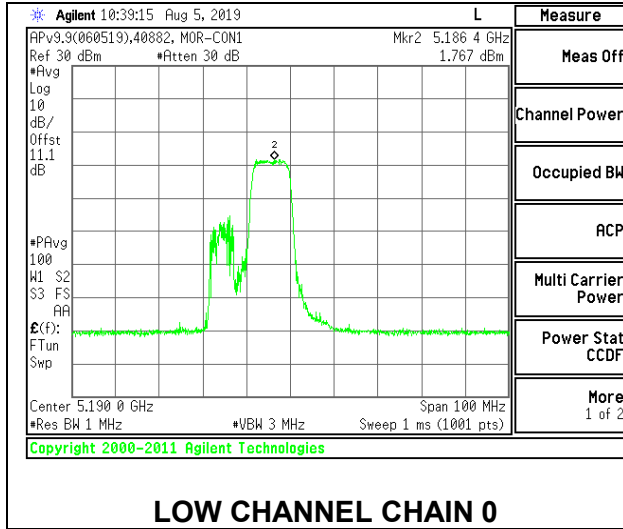 Agilent 10:39:15 Aug 5, 2019 L
Measure
APv9.9(060519),40882, MOR-CON1 Mkr2 5.186 4 GHz
Ref 30 dBm #Atten 30 dB 1.767 dBm
Meas Off
#Avg
Log
10
dB/
Offst
11.1
dB
2
Channel Power
Occupied BW
ACP
#PAvg
100
W1 S2
S3 FS
AA
£(f):
FTun
Swp
Multi Carrier
Power
Power Stat
CCDF
Center 5.190 0 GHz Span 100 MHz
#Res BW 1 MHz #VBW 3 MHz Sweep 1 ms (1001 pts)
More
1 of 2
Copyright 2000-2011 Agilent Technologies
LOW CHANNEL CHAIN 0